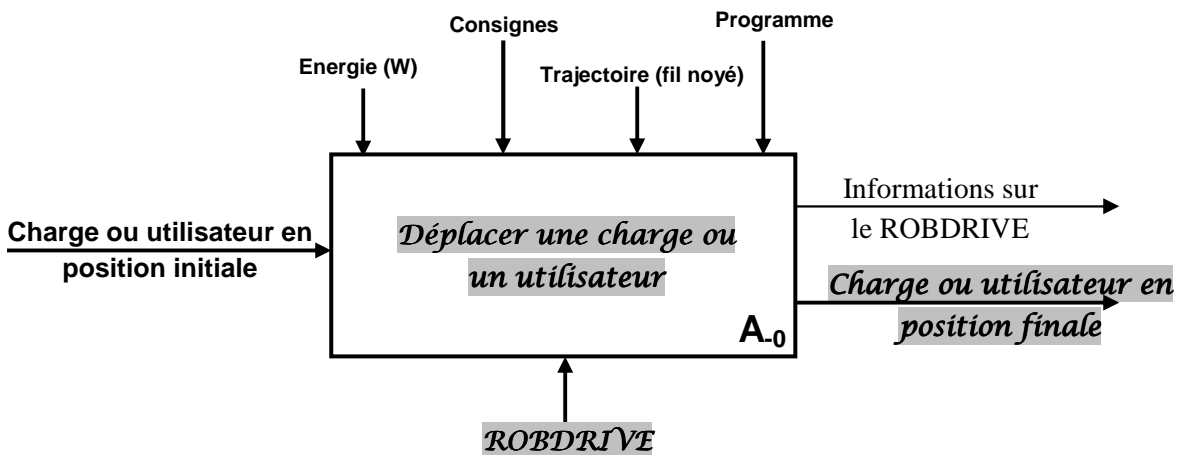 Consignes
Programme
Energie (W)
Trajectoire (fil noyé)
Charge ou utilisateur en
position initiale
Déplacer une charge ou
un utilisateur
A-0
Informations sur
le ROBDRIVE
Charge ou utilisateur en
position finale
ROBDRIVE